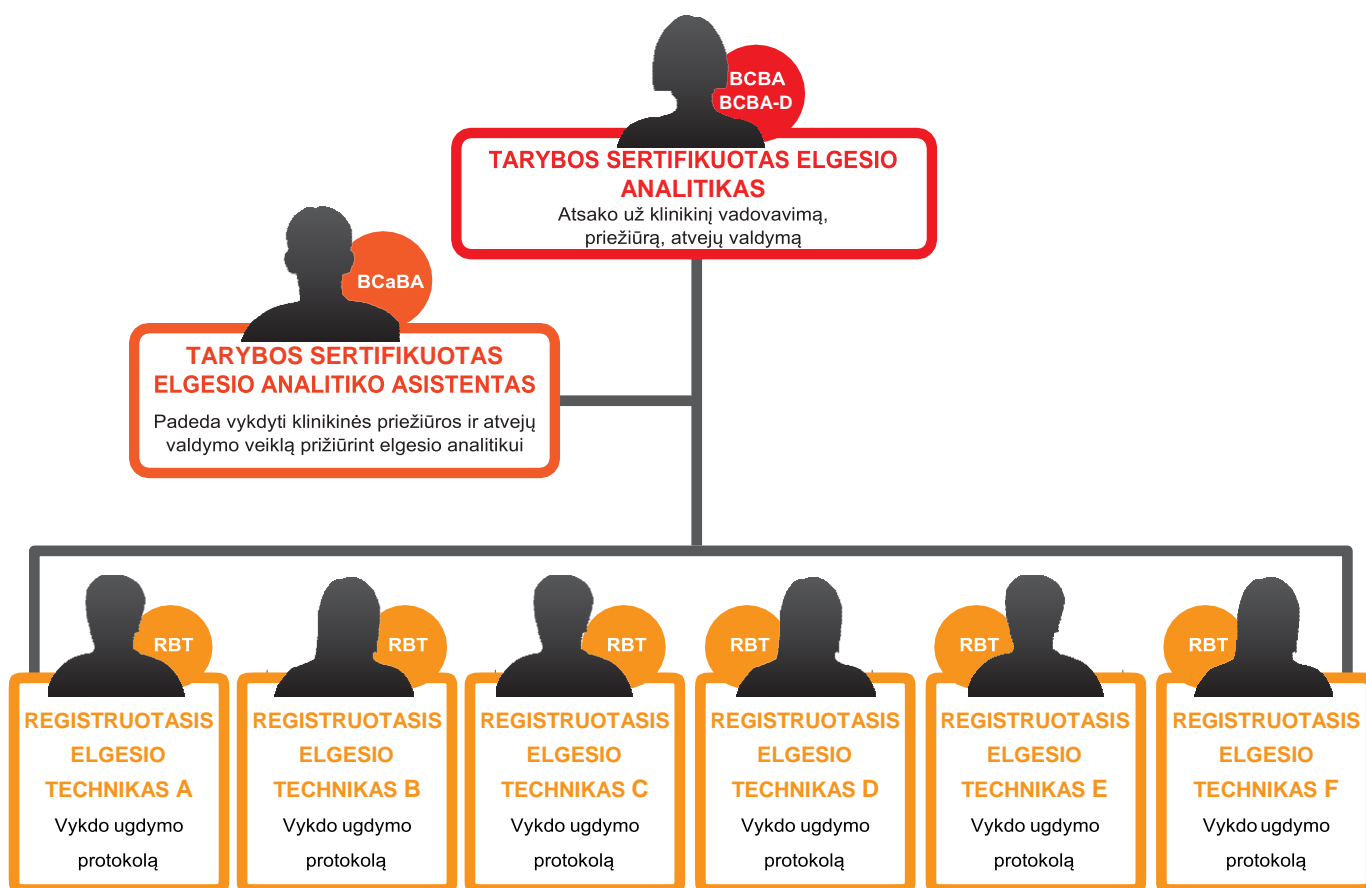 BCBA
BCBA-D
TARYBOS SERTIFIKUOTAS ELGESIO
ANALITIKAS
Atsako už klinikinį vadovavimą,
priežiūrą, atvejų valdymą
BCaBA
TARYBOS SERTIFIKUOTAS
ELGESIO ANALITIKO ASISTENTAS
Padeda vykdyti klinikinės priežiūros ir atvejų
valdymo veiklą prižiūrint elgesio analitikui
RBT
REGISTRUOTASIS
ELGESIO
TECHNIKAS A
Vykdo ugdymo
protokolą
RBT
REGISTRUOTASIS
ELGESIO
TECHNIKAS B
Vykdo ugdymo
protokolą
RBT
REGISTRUOTASIS
ELGESIO
TECHNIKAS C
Vykdo ugdymo
protokolą
RBT
REGISTRUOTASIS
ELGESIO
TECHNIKAS D
Vykdo ugdymo
protokolą
RBT
REGISTRUOTASIS
ELGESIO
TECHNIKAS E
Vykdo ugdymo
protokolą
RBT
REGISTRUOTASIS
ELGESIO
TECHNIKAS F
Vykdo ugdymo
protokolą